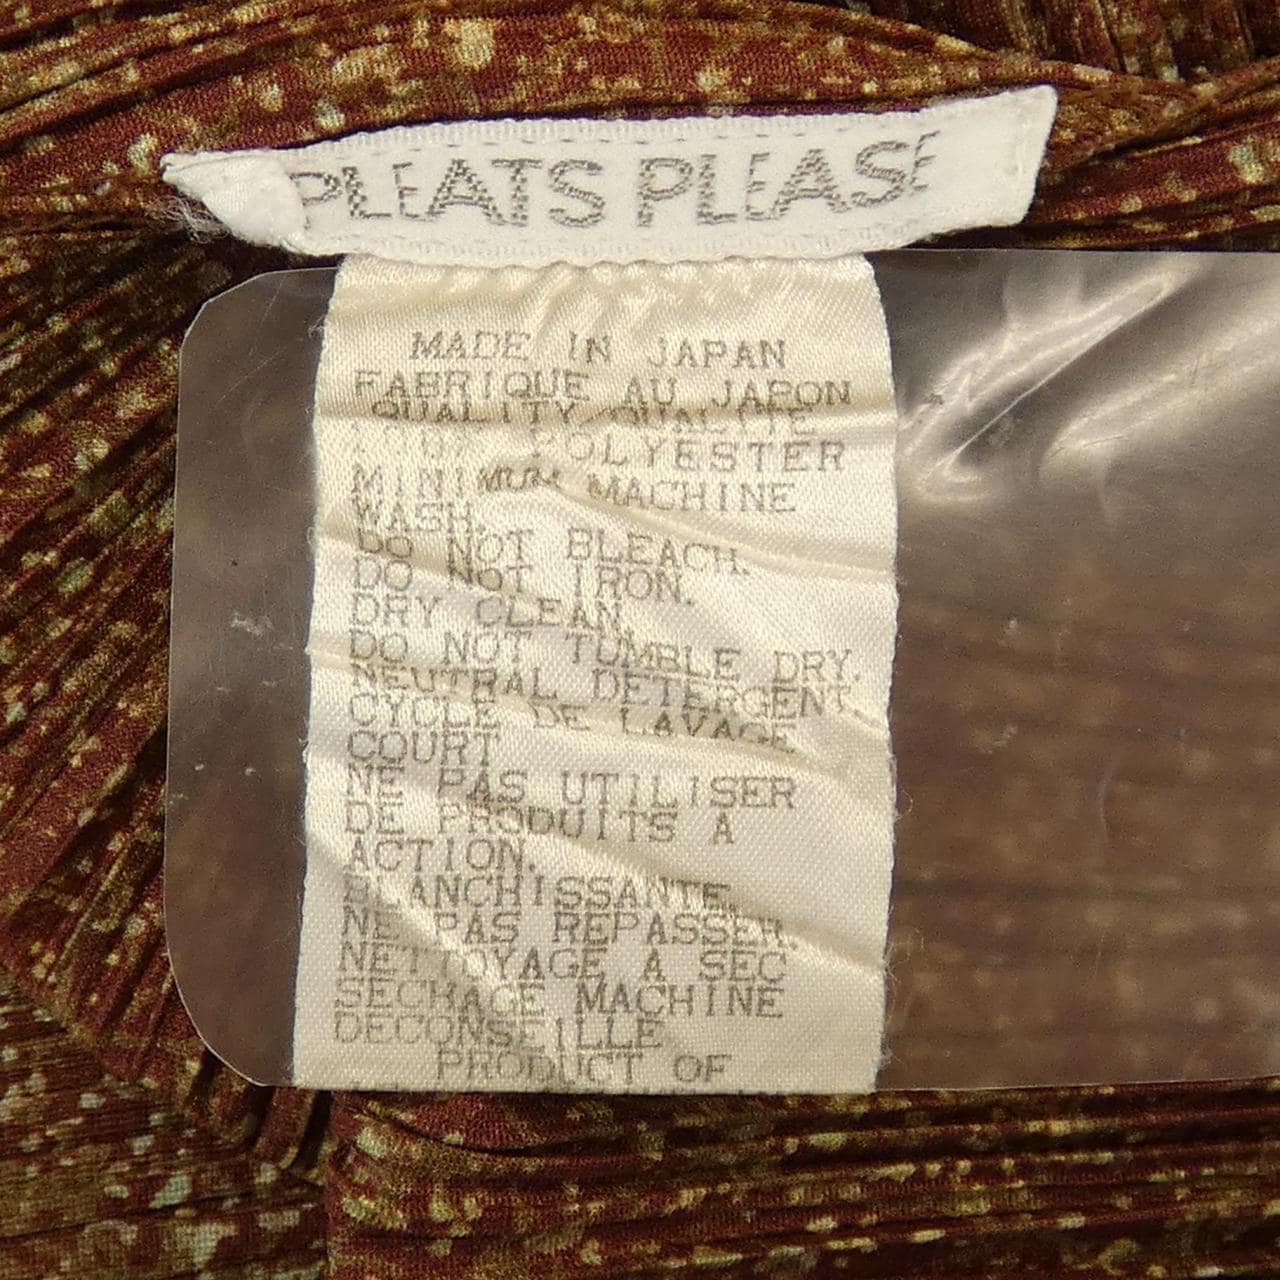 PLEATS PLEASE
MADE IN JAPAN
FABRIQUE AU JAPON
QUALITY/QUALITE
POLYESTER
MINIMUM MACHINE
WASH.
DO NOT BLEACH.
DO NOT IRON.
DRY CLEAN.
DO NOT TUMBLE DRY.
NEUTRAL DETERGENT.
CYCLE DE LAVAGE
COURT
NE PAS UTILISER
DE PRODUITS A
ACTION.
BLANCHISSANTE.
NE PAS REPASSER.
NETTOYAGE A SEC
SECHAGE MACHINE
DECONSEILLE
PRODUCT OF